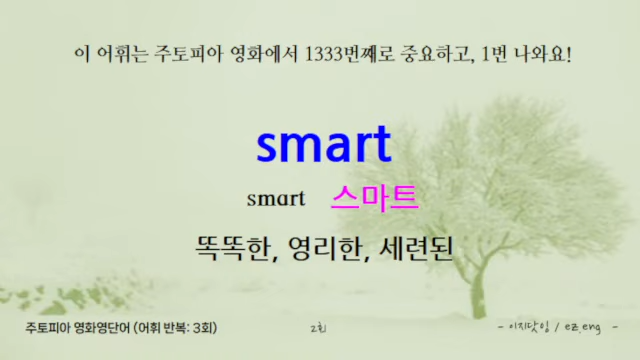 이 어휘는 주토피아 영화에서 1333번째로 중요하고, 1번 나와요!
smart
smɑrt 스마트
똑똑한, 영리한, 세련된
주토피아 영화영단어 (어휘 반복: 3회) 2회 - 이지닷잉 / ez.eng -